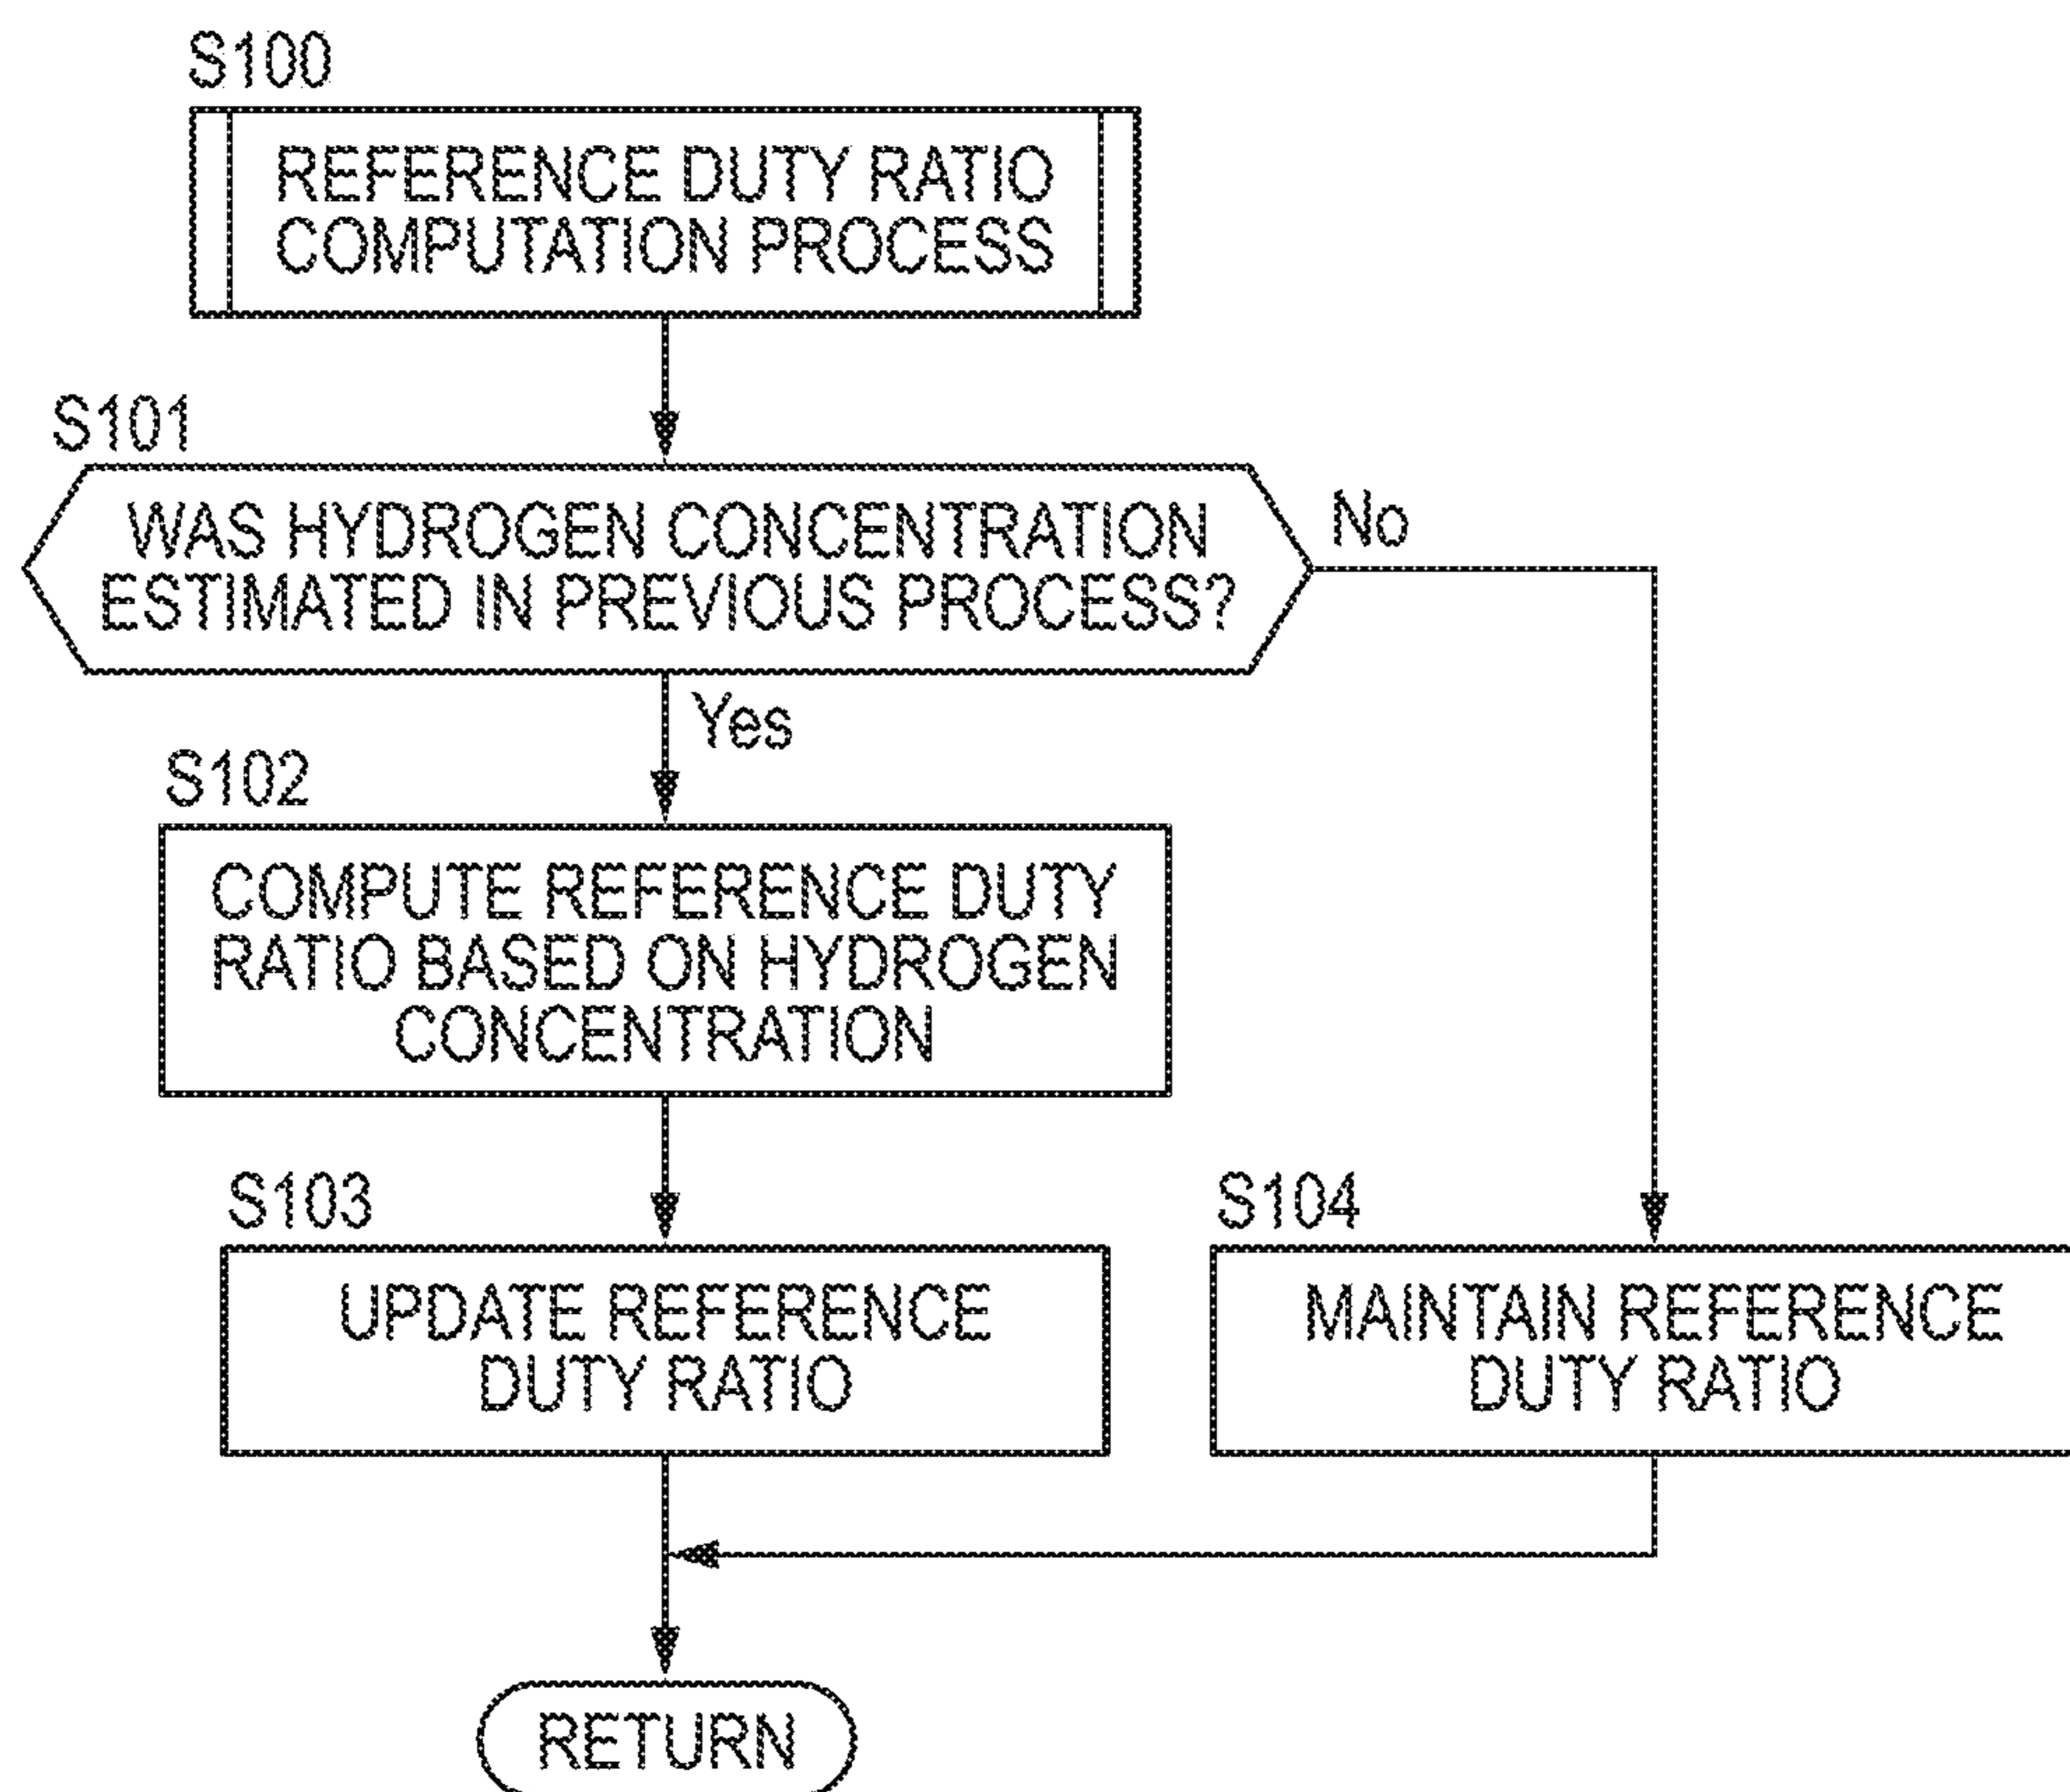 S100
REFERENCE DUTY RATIO
COMPUTATION PROCESS
S101
WAS HYDROGEN CONCENTRATION
ESTIMATED IN PREVIOUS PROCESS?
No
Yes
S102
COMPUTE REFERENCE DUTY
RATIO BASED ON HYDROGEN
CONCENTRATION
S103
UPDATE REFERENCE
DUTY RATIO
S104
MAINTAIN REFERENCE
DUTY RATIO
RETURN